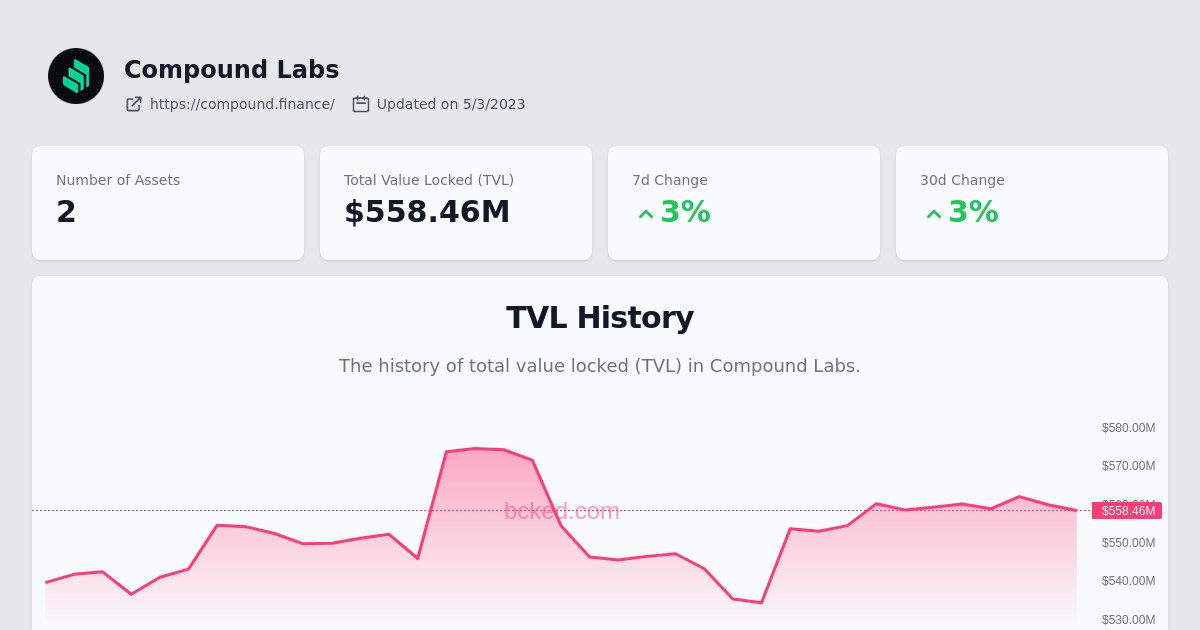 Compound Labs
https://compound.finance/ Updated on 5/3/2023
Number of Assets
2
Total Value Locked (TVL)
$558.46M
7d Change
3%
30d Change
3%
TVL History
The history of total value locked (TVL) in Compound Labs.
bcked.com
$580.00M
$570.00M
$558.46M
$550.00M
$540.00M
$530.00M